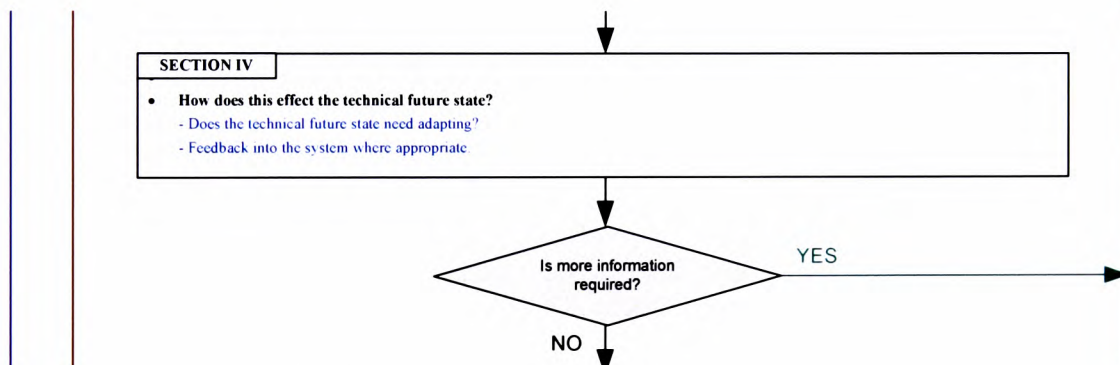 SECTION IV
• How does this effect the technical future state?
- Does the technical future state need adapting?
- Feedback into the system where appropriate.
Is more information
required?
YES
NO